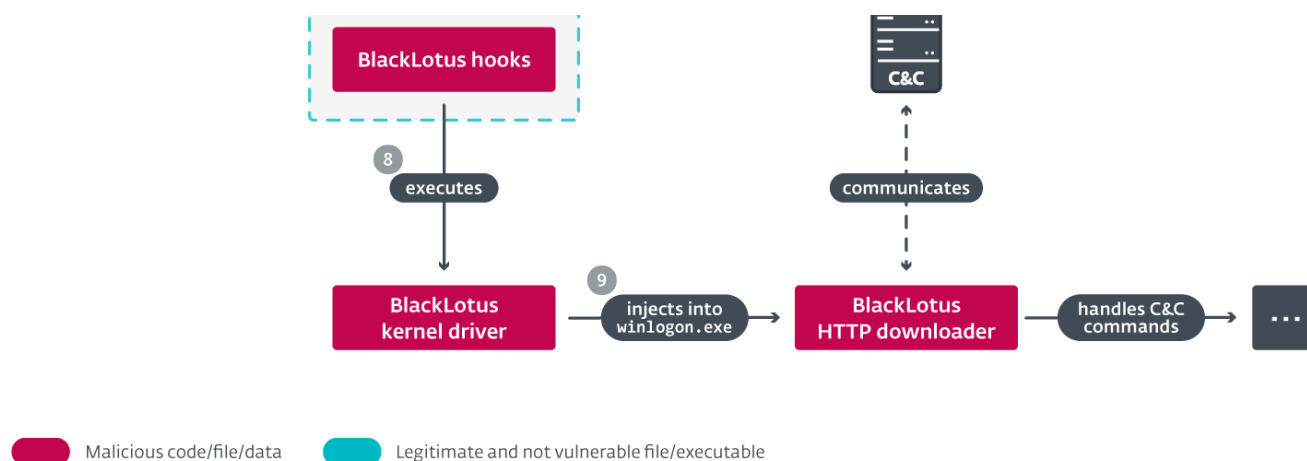 BlackLotus hooks
C&C
8
executes
communicates
9
BlackLotus
kernel driver
injects into
winlogon.exe
BlackLotus
HTTP downloader
handles C&C
commands
...
Malicious code/file/data
Legitimate and not vulnerable file/executable